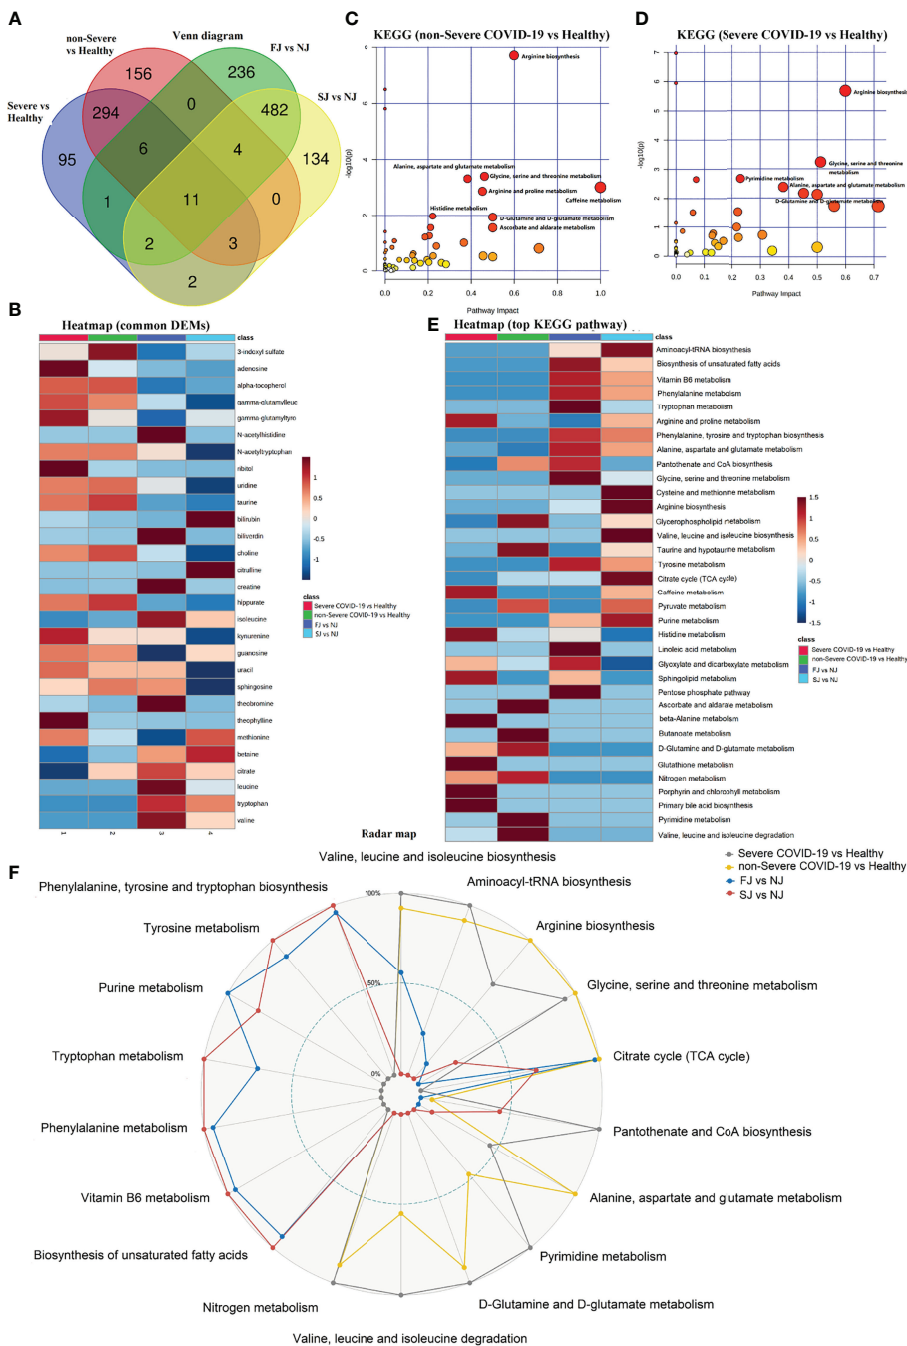 A
non-Severe
vs Healthy
Venn diagram
FJ vs NJ
Severe vs
Healthy
SJ vs NJ
156
236
294
0
482
95
6
4
134
1
11
0
2
3
2
C
KEGG (non-Severe COVID-19 vs Healthy)
Arginine biosynthesis
Alanine, aspartate and glutamate metabolism
Glycine, serine and threonine metabolism
Arginine and proline metabolism
Caffeine metabolism
Histidine metabolism
D-Glutamine and D-glutamate metabolism
Ascorbate and aldarate metabolism
-log10(p)
4
2
0
0.0 0.2 0.4 0.6 0.8 1.0
Pathway Impact
D
KEGG (Severe COVID-19 vs Healthy)
Arginine biosynthesis
Glycine, serine and threonine
metabolism
Pyrimidine metabolism
Alanine, aspartate and glutamate metabolism
D-Glutamine and D-glutamate metabolism
-log10(p)
7
6
5
4
3
2
1
0
0.0 0.1 0.2 0.3 0.4 0.5 0.6 0.7
Pathway Impact
B
Heatmap (common DEMs)
class
3-indoxyl sulfate
adenosine
alpha-tocopherol
gamma-glutamylleuc
gamma-glutamyltyro
N-acetylhistidine
N-acetyltryptophan
ribitol
uridine
taurine
bilirubin
biliverdin
choline
citrulline
creatine
hippurate
isoleucine
kynurenine
guanosine
uracil
sphingosine
theobromine
theophylline
methionine
betaine
citrate
leucine
tryptophan
valine
1 2 3 4
1
0.5
0
-0.5
-1
class
Severe COVID-19 vs Healthy
non-Severe COVID-19 vs Healthy
FJ vs NJ
SJ vs NJ
E
Heatmap (top KEGG pathway)
class
Aminoacyl-tRNA biosynthesis
Biosynthesis of unsaturated fatty acids
Vitamin B6 metabolism
Phenylalanine metabolism
Tryptophan metabolism
Arginine and proline metabolism
Phenylalanine, tyrosine and tryptophan biosynthesis
Alanine, aspartate and glutamate metabolism
Pantothenate and CoA biosynthesis
Glycine, serine and threonine metabolism
Cysteine and methionine metabolism
Arginine biosynthesis
Glycerophospholipid metabolism
Valine, leucine and isoleucine biosynthesis
Taurine and hypotaurine metabolism
Tyrosine metabolism
Citrate cycle (TCA cycle)
Caffeine metabolism
Pyruvate metabolism
Purine metabolism
Histidine metabolism
Linoleic acid metabolism
Glyoxylate and dicarboxylate metabolism
Sphingolipid metabolism
Pentose phosphate pathway
Ascorbate and aldarate metabolism
beta-Alanine metabolism
Butanoate metabolism
D-Glutamine and D-glutamate metabolism
Glutathione metabolism
Nitrogen metabolism
Porphyrin and chlorophyll metabolism
Primary bile acid biosynthesis
Pyrimidine metabolism
Valine, leucine and isoleucine degradation
1.5
1
0.5
0
-0.5
-1
-1.5
class
Severe COVID-19 vs Healthy
non-Severe COVID-19 vs Healthy
FJ vs NJ
SJ vs NJ
Radar map
F
Severe COVID-19 vs Healthy
non-Severe COVID-19 vs Healthy
FJ vs NJ
SJ vs NJ
Valine, leucine and isoleucine biosynthesis
Aminoacyl-tRNA biosynthesis
Arginine biosynthesis
Glycine, serine and threonine metabolism
Citrate cycle (TCA cycle)
Pantothenate and CoA biosynthesis
Alanine, aspartate and gutamate metabolism
Pyrimidine metabolism
D-Glutamine and D-glutamate metabolism
Valine, leucine and isoleucine degradation
Nitrogen metabolism
Biosynthesis of unsaturated fatty acids
Vitamin B6 metabolism
Phenylalanine metabolism
Tryptophan metabolism
Purine metabolism
Tyrosine metabolism
Phenylalanine, tyrosine and tryptophan biosynthesis
100%
50%
0%